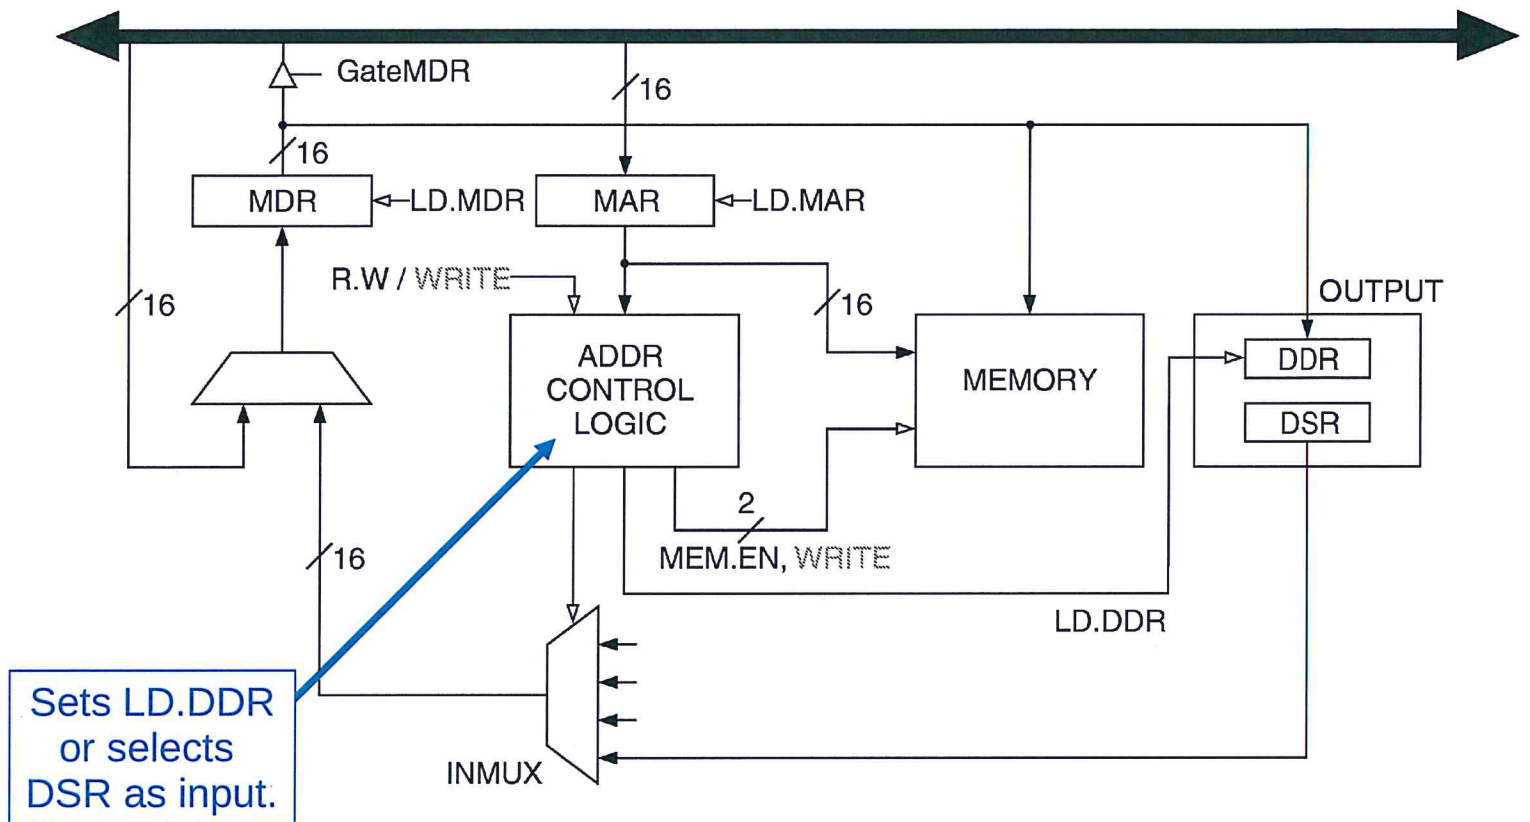 GateMDR
16
16
MDR
LD.MDR
MAR
LD.MAR
R.W / WRITE
16
16
OUTPUT
ADDR
CONTROL
LOGIC
MEMORY
DDR
DSR
2
MEM.EN, WRITE
16
LD.DDR
INMUX
Sets LD.DDR
or selects
DSR as input.